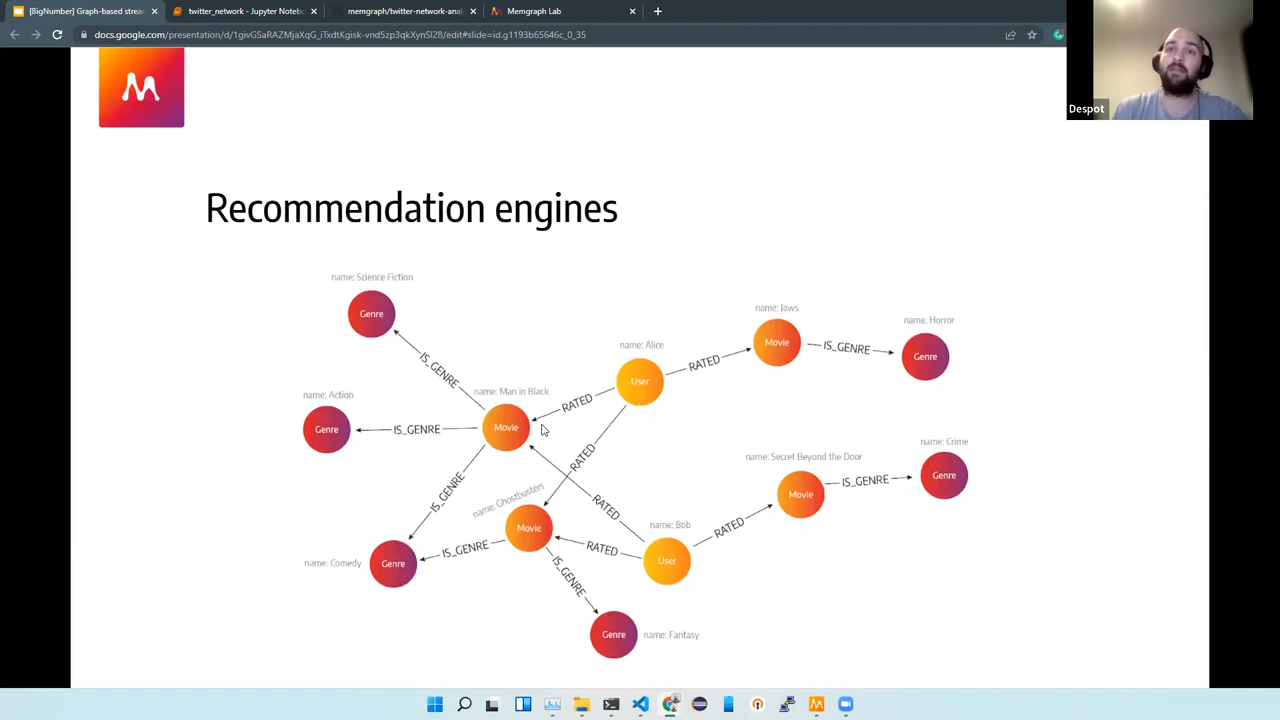 [BigNumber] Graph-based strea
twitter_network - Jupyter Notebo
memgraph/twitter-network-anal
Memgraph Lab
docs.google.com/presentation/d/1givGSaRAZMjaXqG_iTxdtKgisk-vnd5zp3qkXynSl28/edit#slide=id.g1193b65646c_0_35
Despot
Recommendation engines
name: Science Fiction
Genre
IS_GENRE
name: Action
Genre
IS_GENRE
name: Man in Black
Movie
IS_GENRE
name: Alice
User
RATED
RATED
RATED
name: Jaws
Movie
IS_GENRE
name: Horror
Genre
name: Ghostbusters
Movie
IS_GENRE
IS_GENRE
name: Comedy
Genre
RATED
RATED
name: Bob
User
RATED
name: Secret Beyond the Door
Movie
IS_GENRE
name: Crime
Genre
Genre
name: Fantasy